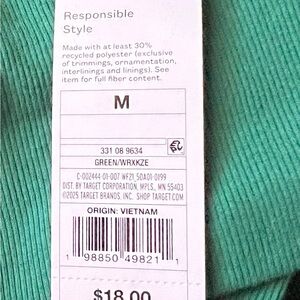 Responsible
Style
Made with at least 30%
recycled polyester (exclusive
of trimmings, ornamentation,
interlinings and linings). See
item for full fiber content.
M
331 08 9634
GREEN/WRXKZE
C-002444-01-007 WF21_5DA01-0199
DIST. BY TARGET CORPORATION, MPLS., MN 55403
©2025 TARGET BRANDS, INC. SHOP TARGET.COM
ORIGIN: VIETNAM
1 98850 49821 1
$18.00